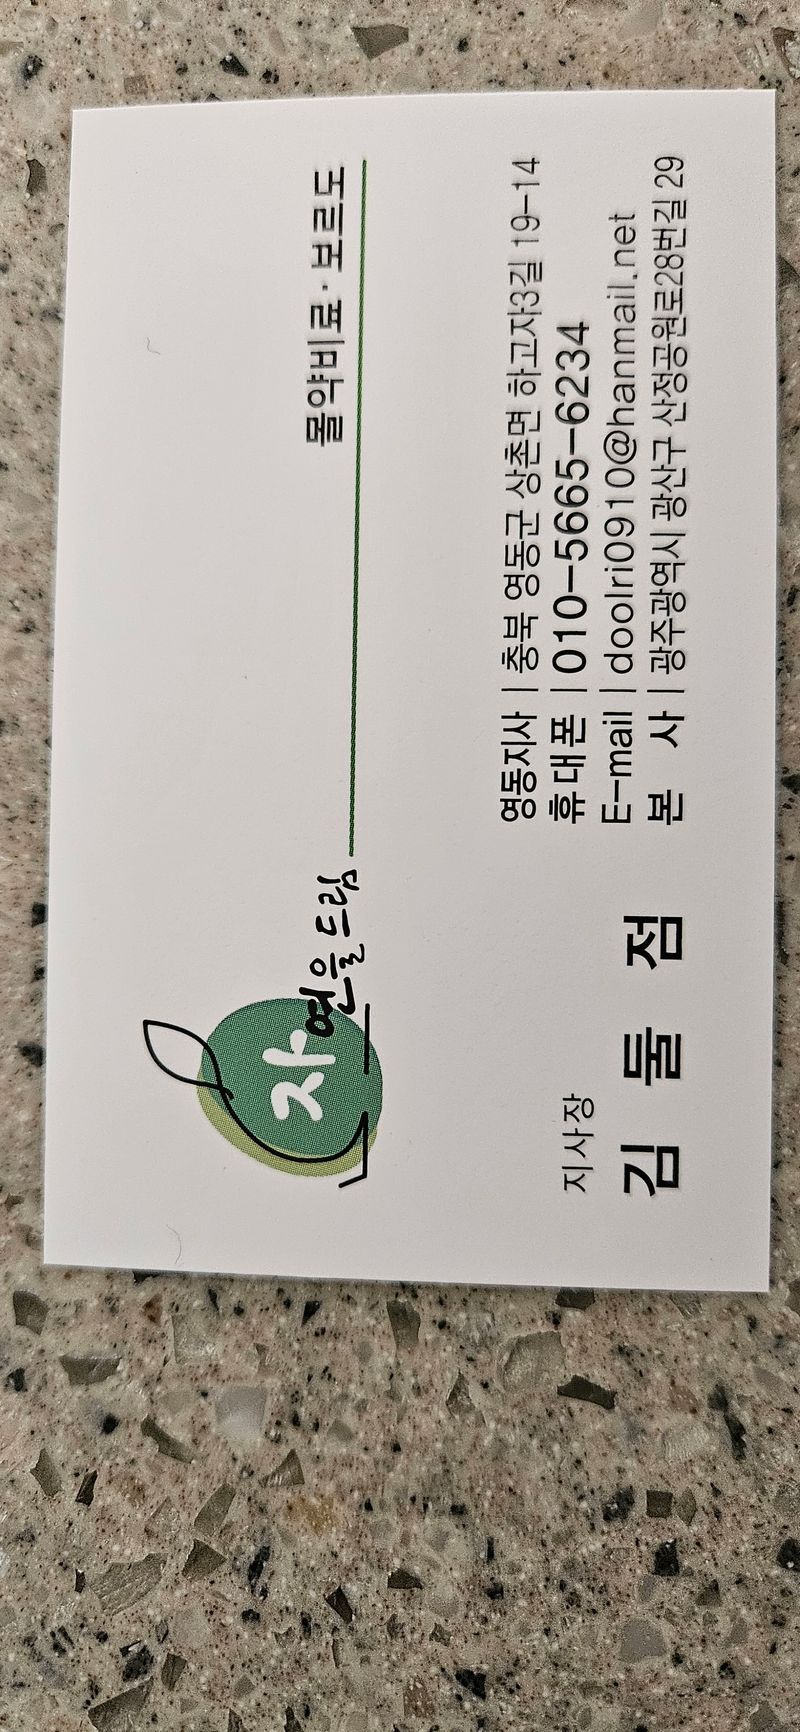 자연을드림
몰약비료·보르도
지사장
김 둘 점
영동지사 | 충북 영동군 상촌면 하고자3길 19-14
휴대폰 | 010-5665-6234
E-mail | doolri0910@hanmail.net
본 사 | 광주광역시 광산구 산정공원로28번길 29